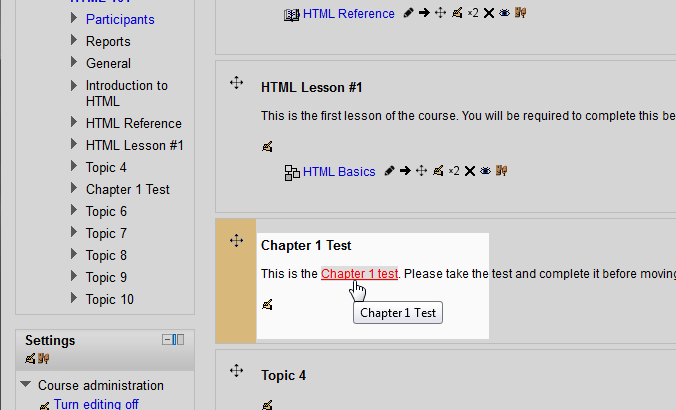 HTML 101
Participants
Reports
General
Introduction to
HTML
HTML Reference
HTML Lesson #1
Topic 4
Chapter 1 Test
Topic 6
Topic 7
Topic 8
Topic 9
Topic 10
Settings
Course administration
Turn editing off
HTML Reference ×2
HTML Lesson #1
This is the first lesson of the course. You will be required to complete this be
HTML Basics ×2
Chapter 1 Test
This is the Chapter 1 test. Please take the test and complete it before moving
Chapter 1 Test
Topic 4